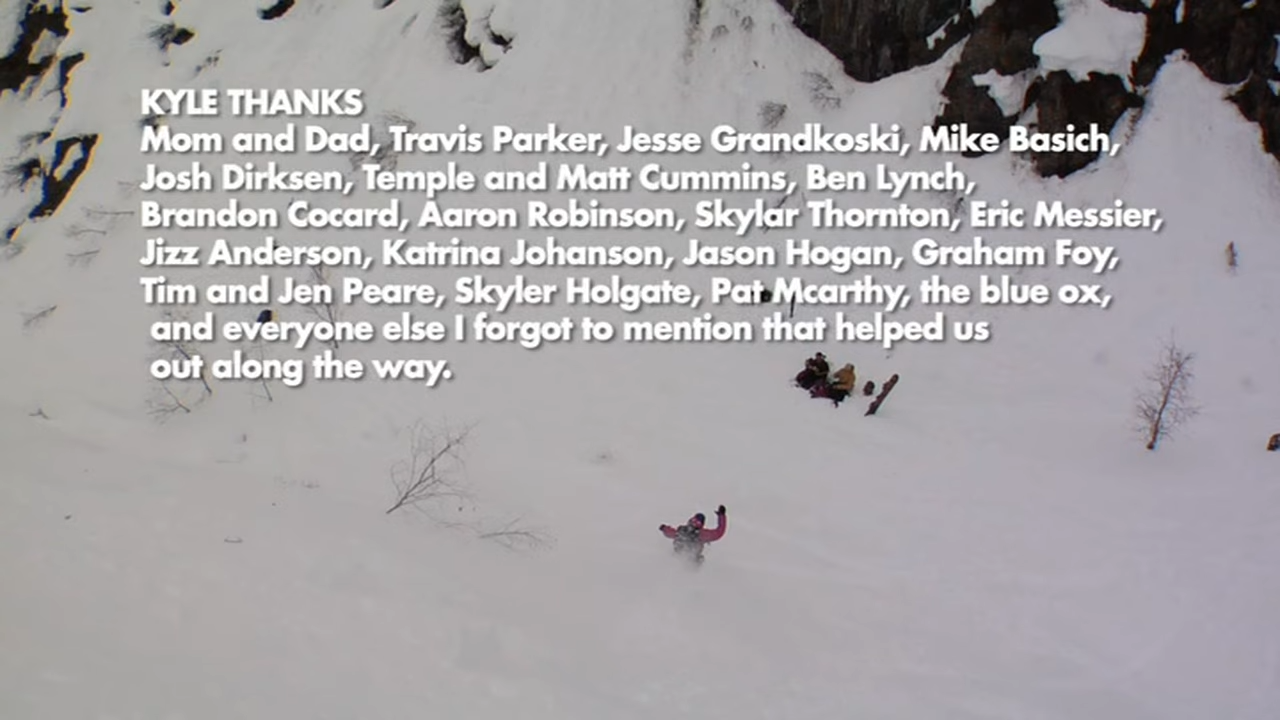 KYLE THANKS
Mom and Dad, Travis Parker, Jesse Grandkoski, Mike Basich,
Josh Dirksen, Temple and Matt Cummins, Ben Lynch,
Brandon Cocard, Aaron Robinson, Skylar Thornton, Eric Messier,
Jizz Anderson, Katrina Johanson, Jason Hogan, Graham Foy,
Tim and Jen Peare, Skyler Holgate, Pat Mcarthy, the blue ox,
and everyone else I forgot to mention that helped us
out along the way.